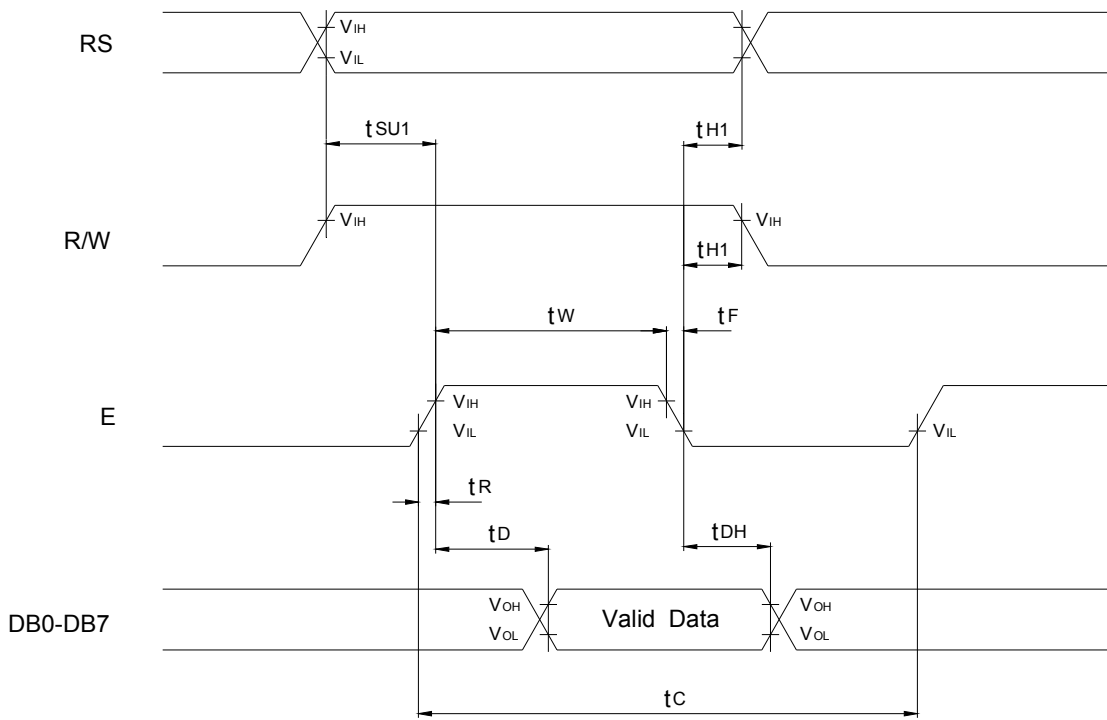 RS
VIH
VIL
tSU1
tH1
R/W
VIH
VIH
tH1
tW
tF
E
VIH
VIH
VIL
VIL
VIL
tR
tD
tDH
DB0-DB7
VOH
Valid Data
VOH
VOL
VOL
tC